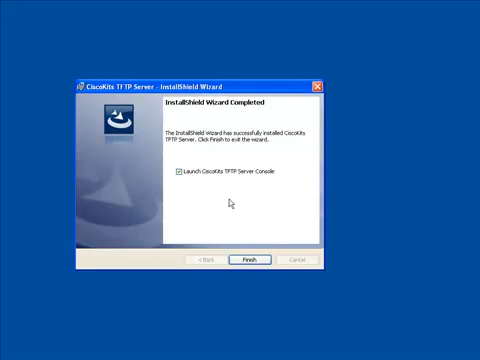 CiscoKits TFTP Server - InstallShield Wizard
InstallShield Wizard Completed
The InstallShield Wizard has successfully installed CiscoKits
TFTP Server. Click Finish to exit the wizard.
Launch CiscoKits TFTP Server Console
< Back
Finish
Cancel